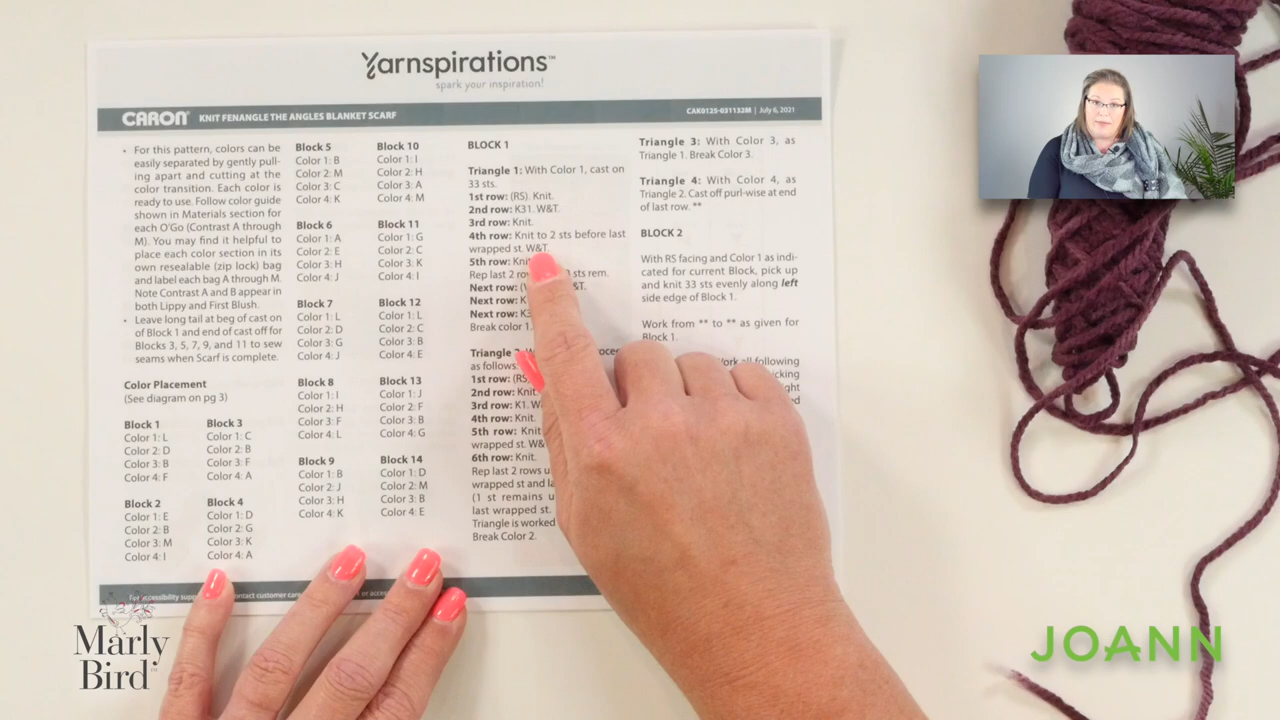 Yarnspirations™
spark your inspiration!
CARON® KNIT FENANGLE THE ANGLES BLANKET SCARF
CAK0125-031132M | July 6, 2021
• For this pattern, colors can be
easily separated by gently pull-
ing apart and cutting at the
color transition. Each color is
ready to use. Follow color guide
shown in Materials section for
each O'Go (Contrast A through
M). You may find it helpful to
place each color section in its
own resealable (zip lock) bag
and label each bag A through M.
Note Contrast A and B appear in
both Lippy and First Blush.
• Leave long tail at beg of cast on
of Block 1 and end of cast off for
Blocks 3, 5, 7, 9, and 11 to sew
seams when Scarf is complete.
Color Placement
(See diagram on pg 3)
Block 1
Color 1: L
Color 2: D
Color 3: B
Color 4: F
Block 2
Color 1: E
Color 2: B
Color 3: M
Color 4: I
Block 3
Color 1: C
Color 2: B
Color 3: F
Color 4: A
Block 4
Color 1: D
Color 2: G
Color 3: K
Color 4: A
Block 5
Color 1: B
Color 2: M
Color 3: C
Color 4: K
Block 6
Color 1: A
Color 2: E
Color 3: H
Color 4: J
Block 7
Color 1: L
Color 2: D
Color 3: G
Color 4: J
Block 8
Color 1: I
Color 2: H
Color 3: F
Color 4: L
Block 9
Color 1: B
Color 2: J
Color 3: H
Color 4: K
Block 10
Color 1: I
Color 2: H
Color 3: A
Color 4: M
Block 11
Color 1: G
Color 2: C
Color 3: K
Color 4: I
Block 12
Color 1: L
Color 2: C
Color 3: B
Color 4: E
Block 13
Color 1: J
Color 2: F
Color 3: B
Color 4: G
Block 14
Color 1: D
Color 2: M
Color 3: B
Color 4: E
BLOCK 1
Triangle 1: With Color 1, cast on
33 sts.
1st row: (RS). Knit.
2nd row: K31. W&T.
3rd row: Knit.
4th row: Knit to 2 sts before last
wrapped st. W&T.
5th row: Knit
Rep last 2 sts rem.
Next row:
Next row:
Next row:
Break color 1.
Triangle
as follows:
1st row: (RS)
2nd row: Knit
3rd row: K1.
4th row: Knit.
5th row: Knit
wrapped st.
6th row: Knit.
Rep last 2 rows
wrapped st and
(1 st remains
last wrapped st.
Triangle is worked
Break Color 2.
Triangle 3: With Color 3, as
Triangle 1. Break Color 3.
Triangle 4: With Color 4, as
Triangle 2. Cast off purl-wise at end
of last row. **
BLOCK 2
With RS facing and Color 1 as indi-
cated for current Block, pick up
and knit 33 sts evenly along left
side edge of Block 1.
Work from ** to ** as given for
Block 1.
all following
Marly
Bird™
JOANN